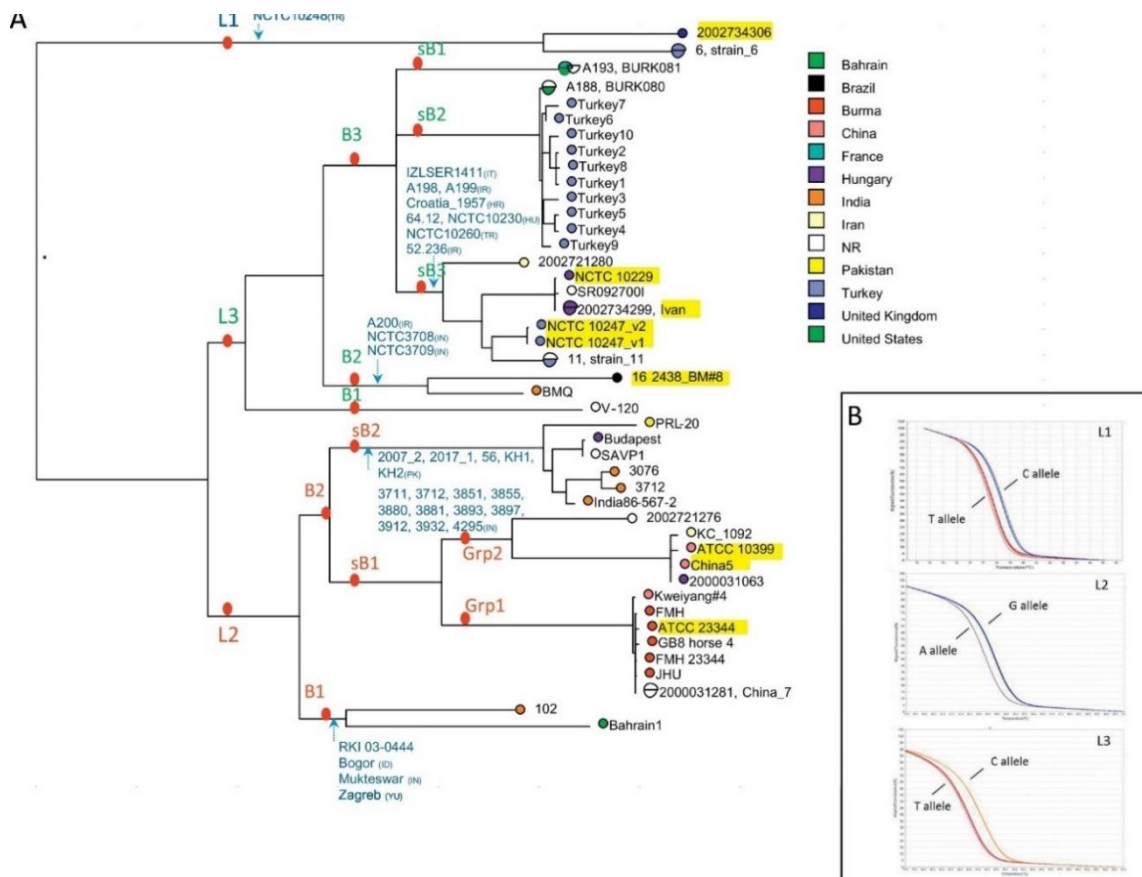 A
L1
NCTC10248(TR)
2002734306
6, strain_6
sB1
A193, BURK081
A188, BURK080
sB2
Turkey7
Turkey6
Turkey10
Turkey2
Turkey8
Turkey1
Turkey3
Turkey5
Turkey4
Turkey9
B3
IZLSER1411(IT)
A198, A199(IR)
Croatia_1957(HR)
64.12, NCTC10230(HU)
NCTC10260(TR)
52.236(IR)
sB3
2002721280
NCTC 10229
SR092700I
2002734299, Ivan
NCTC 10247_v2
NCTC 10247_v1
11, strain_11
L3
A200(IR)
NCTC3708(IN)
NCTC3709(IN)
B2
16 2438_BM#8
BMQ
B1
V-120
sB2
PRL-20
Budapest
SAVP1
3076
3712
India86-567-2
2007_2, 2017_1, 56, KH1,
KH2(PK)
3711, 3712, 3851, 3855,
3880, 3881, 3893, 3897,
3912, 3932, 4295(IN)
B2
sB1
Grp2
2002721276
KC_1092
ATCC 10399
China5
2000031063
Grp1
Kweiyang#4
FMH
ATCC 23344
GB8 horse 4
FMH 23344
JHU
2000031281, China_7
L2
B1
102
Bahrain1
RKI 03-0444
Bogor (ID)
Mukteswar (IN)
Zagreb (YU)
Bahrain
Brazil
Burma
China
France
Hungary
India
Iran
NR
Pakistan
Turkey
United Kingdom
United States
B
L1
C allele
T allele
L2
G allele
A allele
L3
C allele
T allele